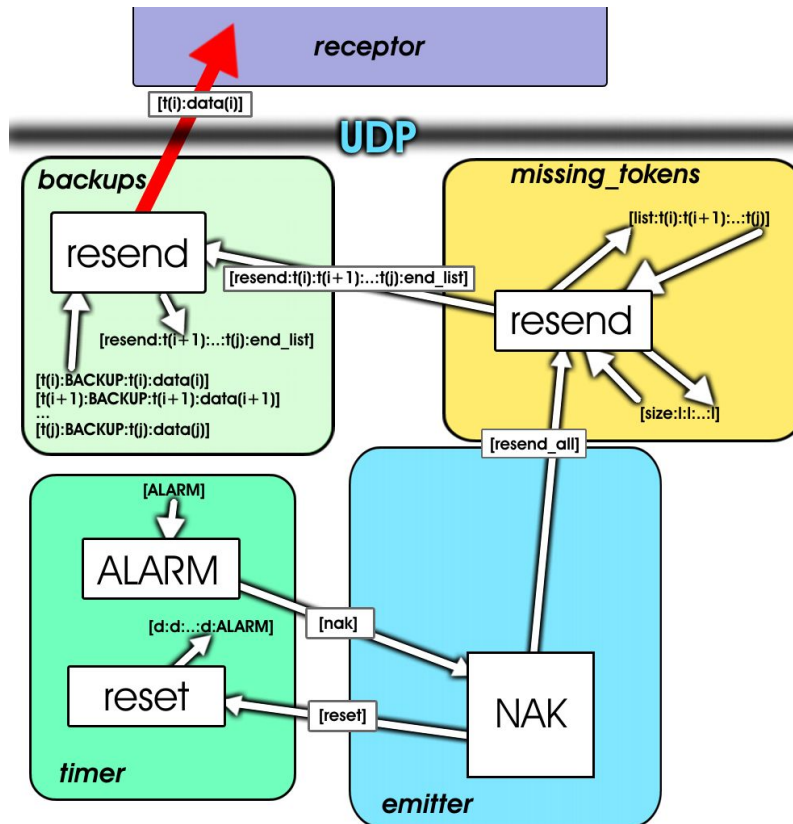 receptor
[t(i):data(i)]
UDP
backups
missing_tokens
resend
[list:t(i):t(i+1):..:t(j)]
[resend:t(i):t(i+1):..:t(j):end_list]
resend
[resend:t(i+1):..:t(j):end_list]
[t(i):BACKUP:t(i):data(i)]
[t(i+1):BACKUP:t(i+1):data(i+1)]
...
[t(j):BACKUP:t(j):data(j)]
[size:l:l:..:l]
[resend_all]
[ALARM]
ALARM
[nak]
[d:d:..:d:ALARM]
reset
[reset]
NAK
timer
emitter